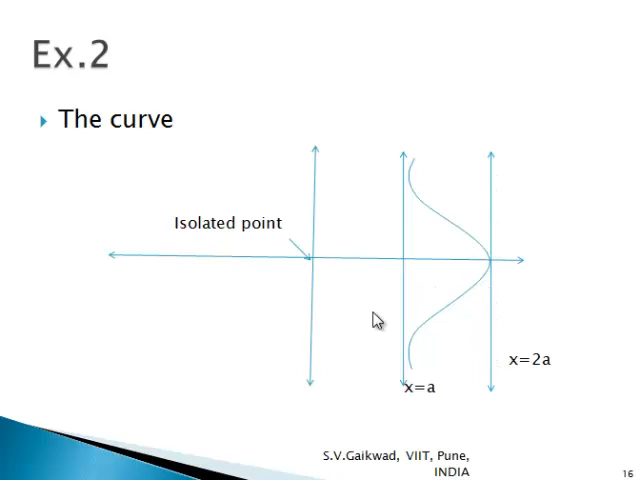 Ex.2
The curve
Isolated point
x=2a
x=a
S.V.Gaikwad, VIIT, Pune,
INDIA
16